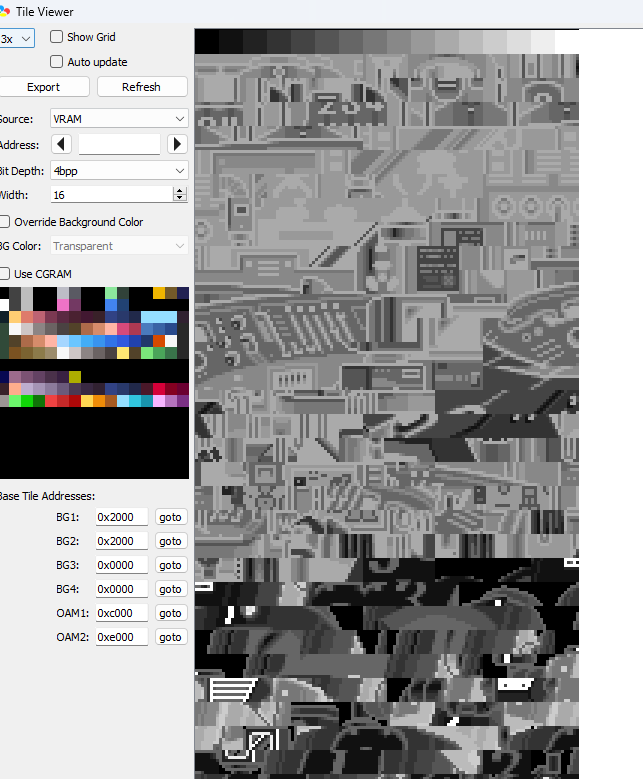 Tile Viewer
3x
Show Grid
Auto update
Export
Refresh
Source:
VRAM
Address:
Bit Depth:
4bpp
Width:
16
Override Background Color
BG Color:
Transparent
Use CGRAM
Base Tile Addresses:
BG1:
0x2000
goto
BG2:
0x2000
goto
BG3:
0x0000
goto
BG4:
0x0000
goto
OAM1:
0xc000
goto
OAM2:
0xe000
goto